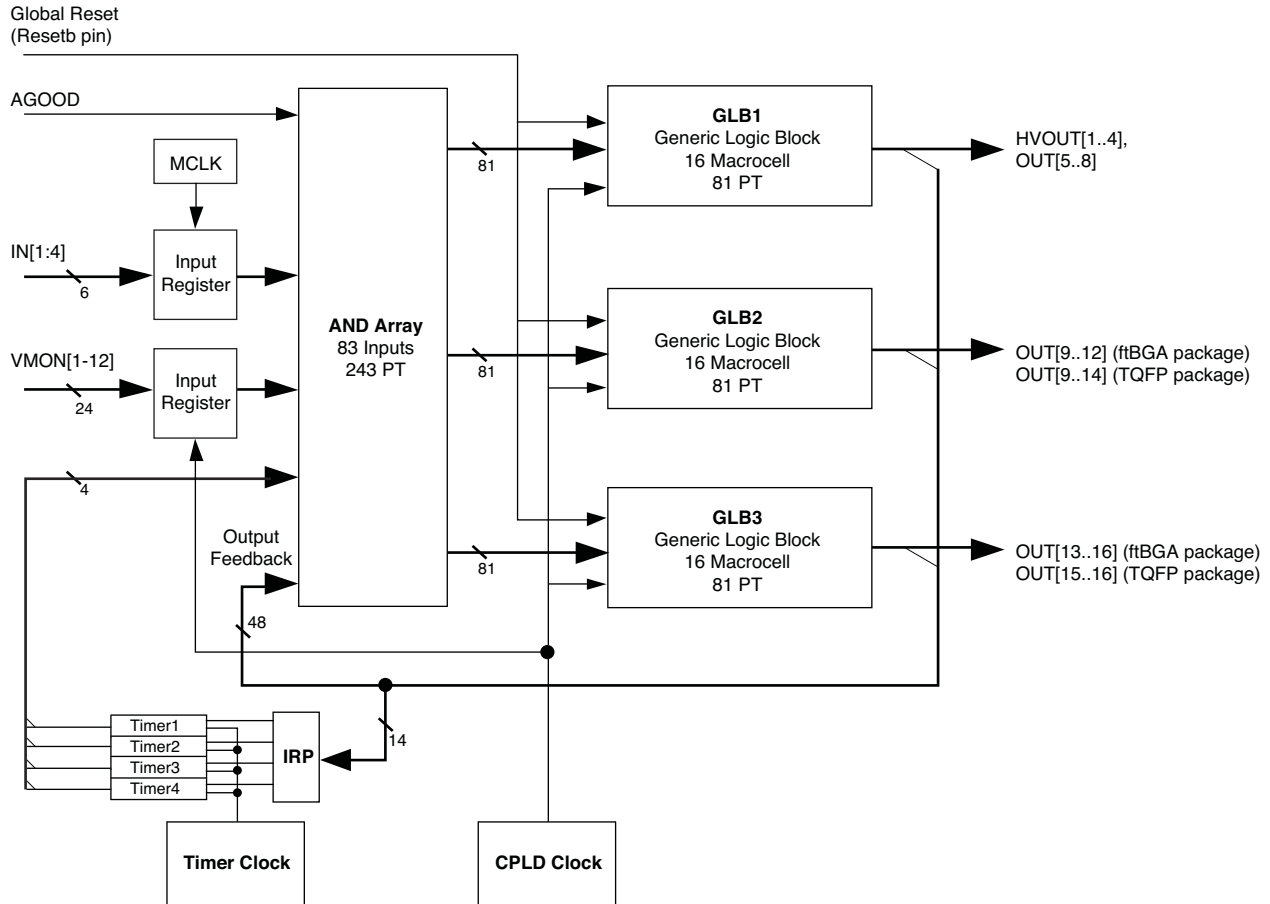 Global Reset
(Resetb pin)
AGOOD
MCLK
IN[1:4]
6
Input
Register
VMON[1-12]
24
Input
Register
4
Output
Feedback
48
AND Array
83 Inputs
243 PT
81
81
81
GLB1
Generic Logic Block
16 Macrocell
81 PT
HVOUT[1..4],
OUT[5..8]
GLB2
Generic Logic Block
16 Macrocell
81 PT
OUT[9..12] (ftBGA package)
OUT[9..14] (TQFP package)
GLB3
Generic Logic Block
16 Macrocell
81 PT
OUT[13..16] (ftBGA package)
OUT[15..16] (TQFP package)
Timer1
Timer2
Timer3
Timer4
IRP
14
Timer Clock
CPLD Clock